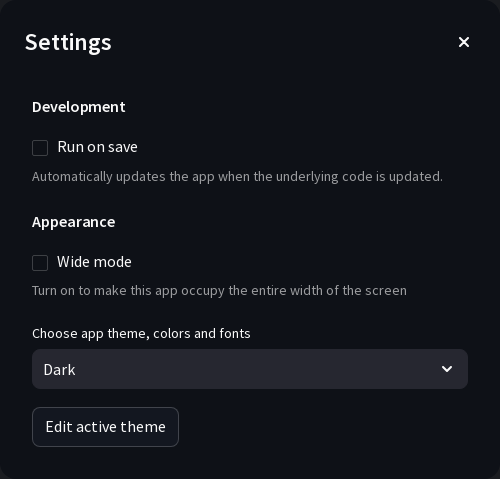 Settings
Development
Run on save
Automatically updates the app when the underlying code is updated.
Appearance
Wide mode
Turn on to make this app occupy the entire width of the screen
Choose app theme, colors and fonts
Dark
Edit active theme